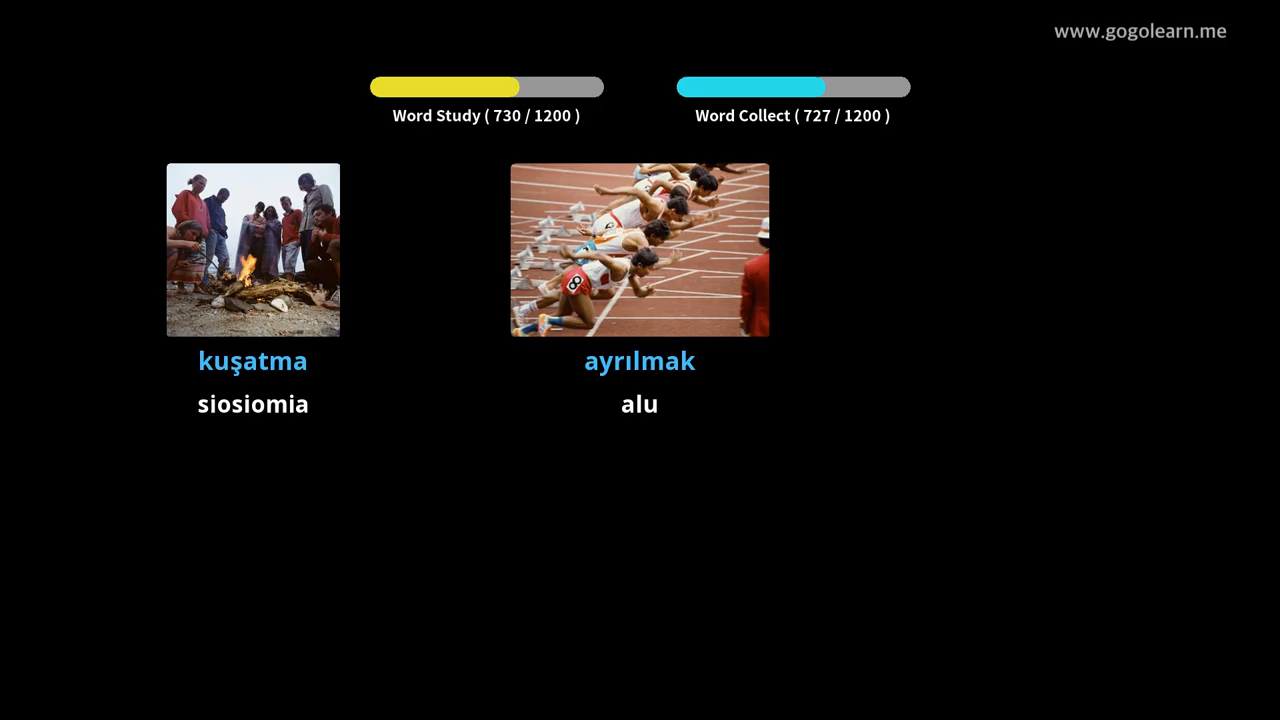 www.gogolearn.me
Word Study ( 730 / 1200 )
Word Collect ( 727 / 1200 )
kuşatma
ayrılmak
siosiomia
alu